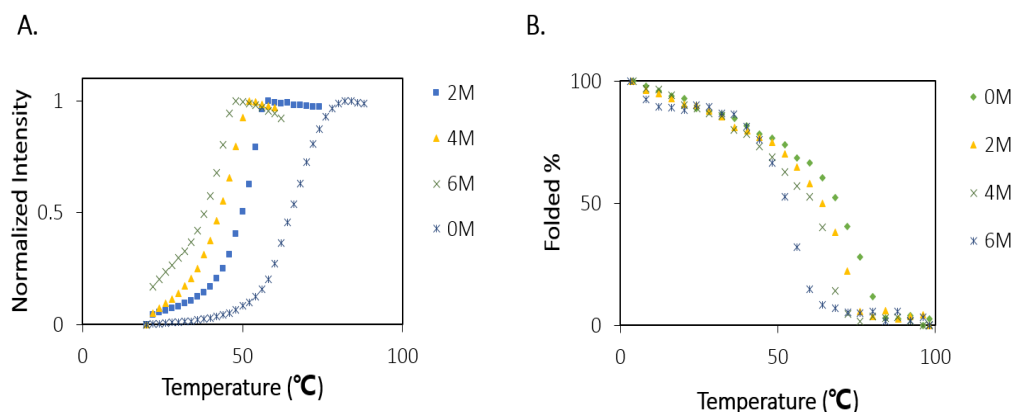 A.
B.
Normalized Intensity
1
0.5
0
0
50
100
Temperature (℃)
2M
4M
6M
0M
Folded %
100
50
0
0
50
100
Temperature (℃)
0M
2M
4M
6M